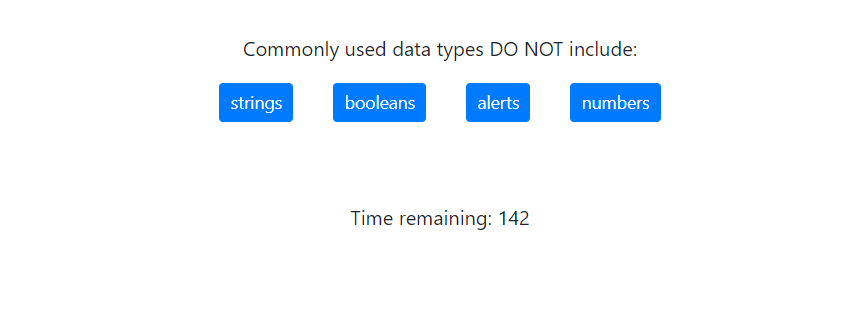 Commonly used data types DO NOT include:
strings booleans alerts numbers
Time remaining: 142